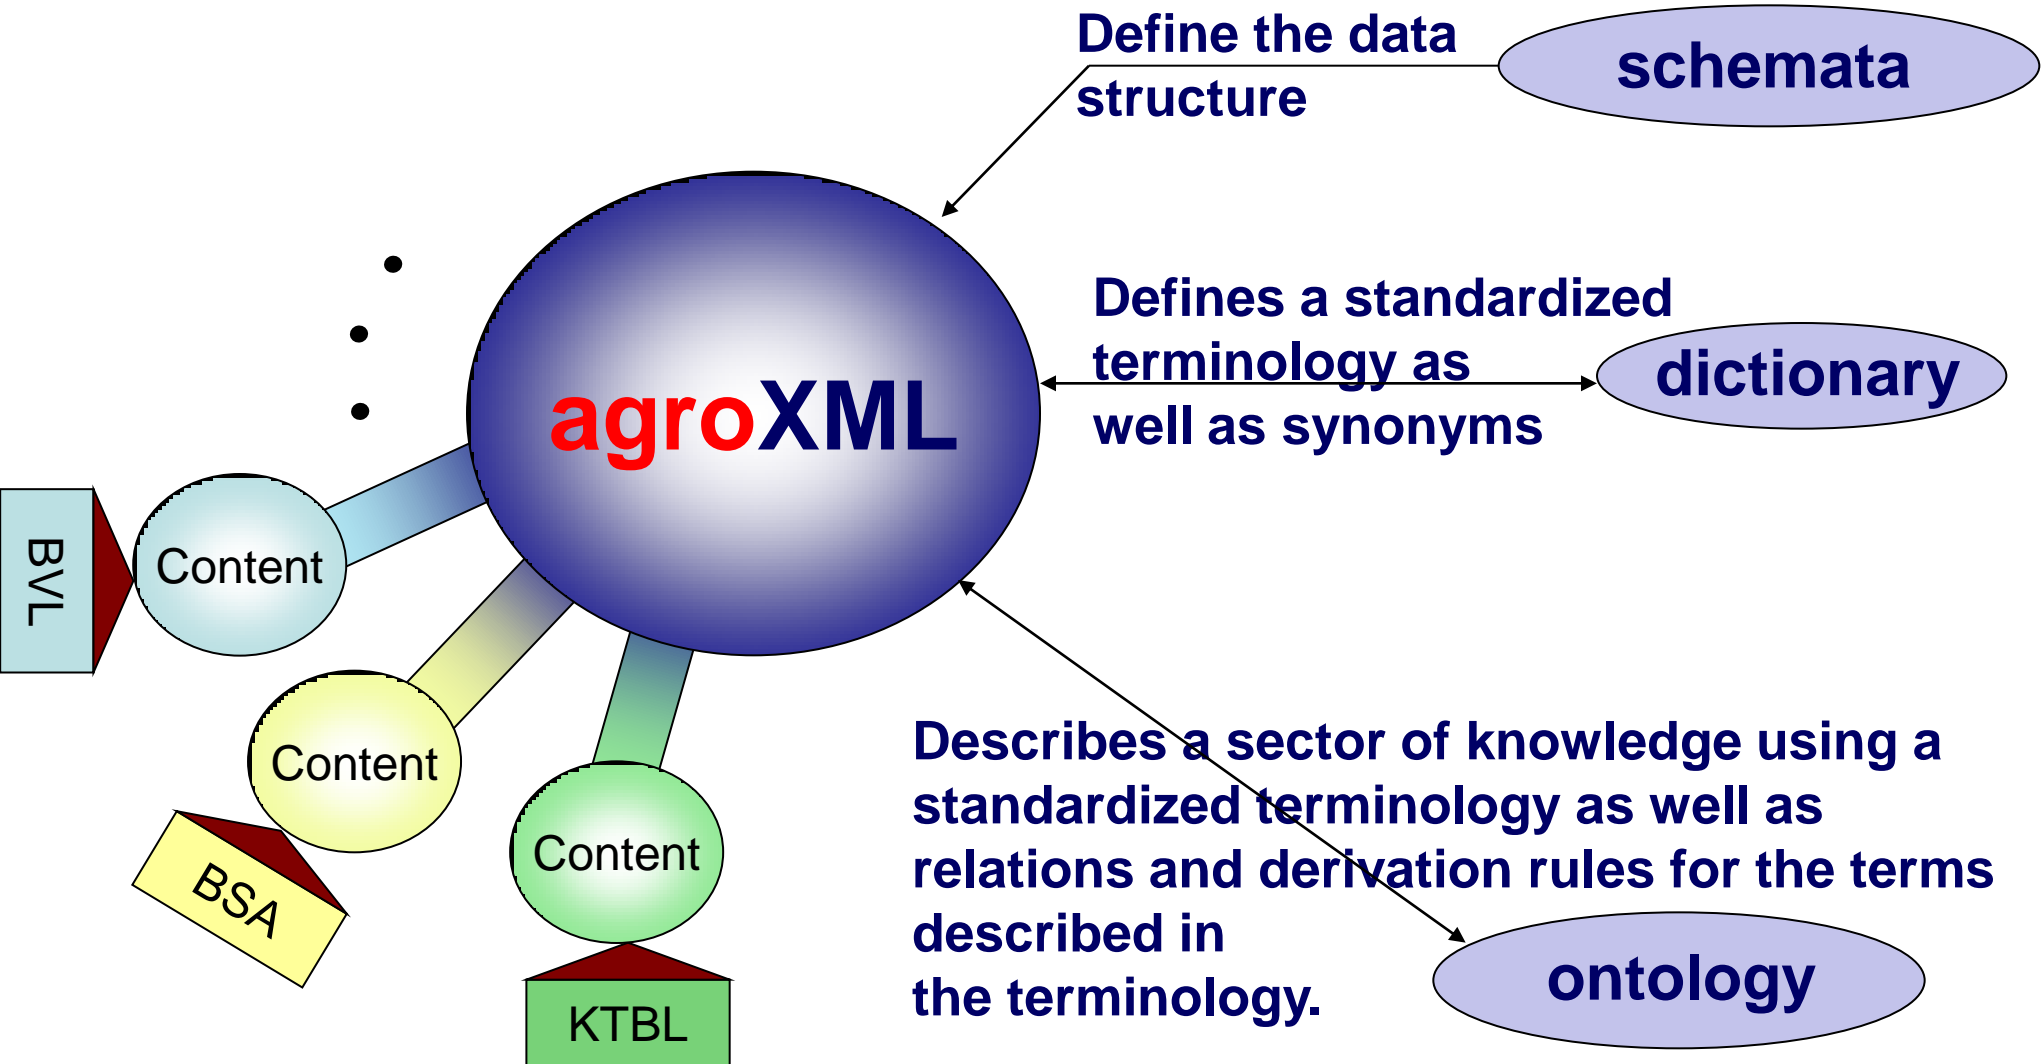 Define the data
structure
schemata
Defines a standardized
terminology as
well as synonyms
dictionary
agroXML
BVL
Content
Content
BSA
Content
KTBL
Describes a sector of knowledge using a
standardized terminology as well as
relations and derivation rules for the terms
described in
the terminology.
ontology